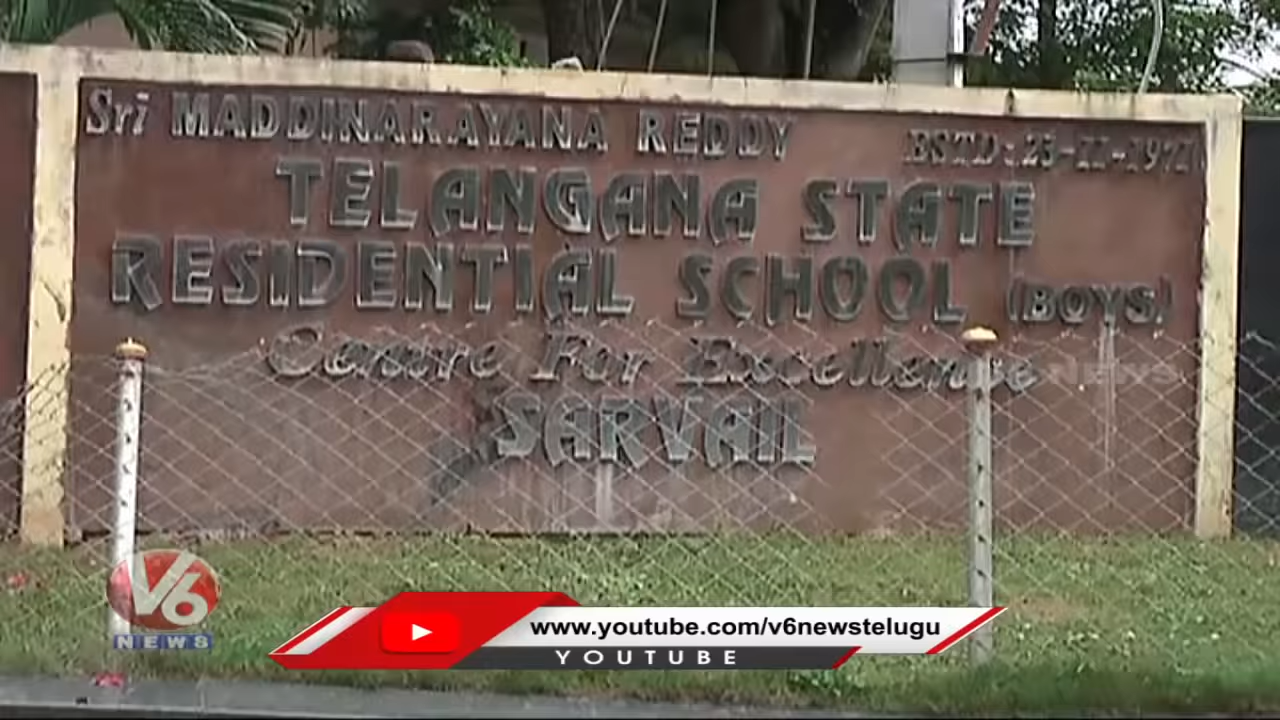 Sri MADDINARAYANA REDDY ESTD: 23-11-1971
TELANGANA STATE
RESIDENTIAL SCHOOL (BOYS)
Centre For Excellence
SARVAIL
NEWS
V6
NEWS
www.youtube.com/v6newstelugu
YOUTUBE